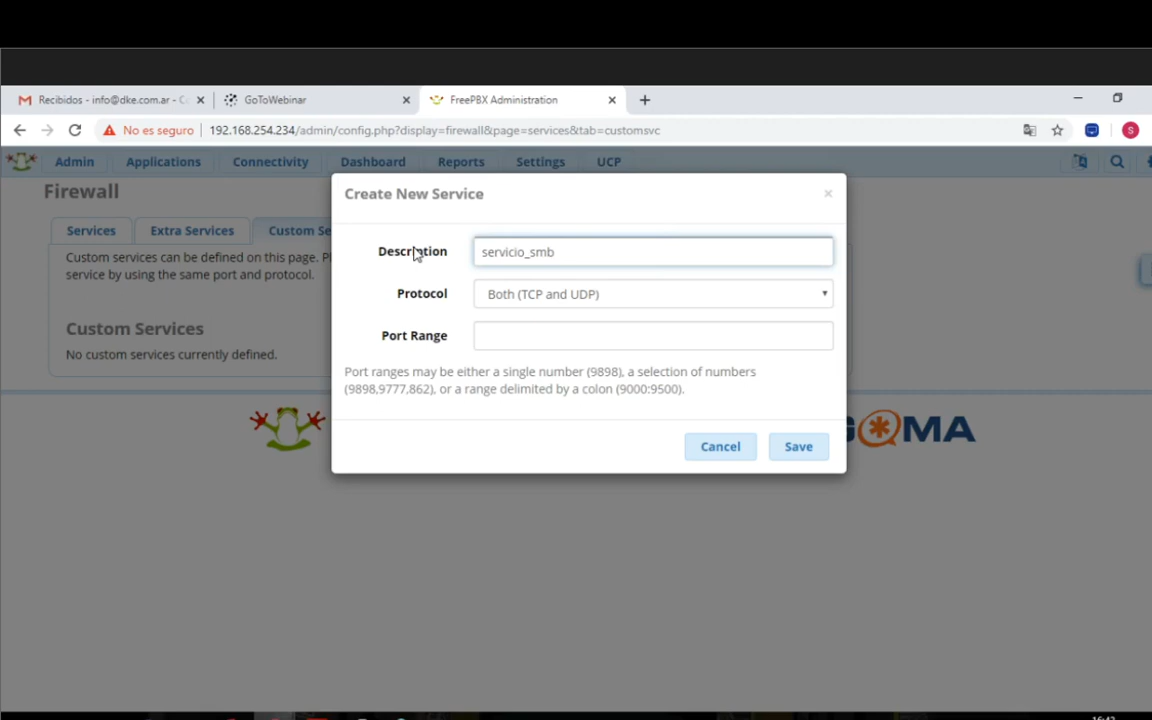 Recibidos - info@dke.com.ar - C
GoToWebinar
FreePBX Administration
No es seguro
192.168.254.234/admin/config.php?display=firewall&page=services&tab=customsvc
S
Admin
Applications
Connectivity
Dashboard
Reports
Settings
UCP
Firewall
Services
Extra Services
Custom Se
Custom services can be defined on this page. Pl
service by using the same port and protocol.
Custom Services
No custom services currently defined.
Create New Service
×
Description
servicio_smb
Protocol
Both (TCP and UDP)
Port Range
Port ranges may be either a single number (9898), a selection of numbers
(9898,9777,862), or a range delimited by a colon (9000:9500).
Cancel
Save
GOMA